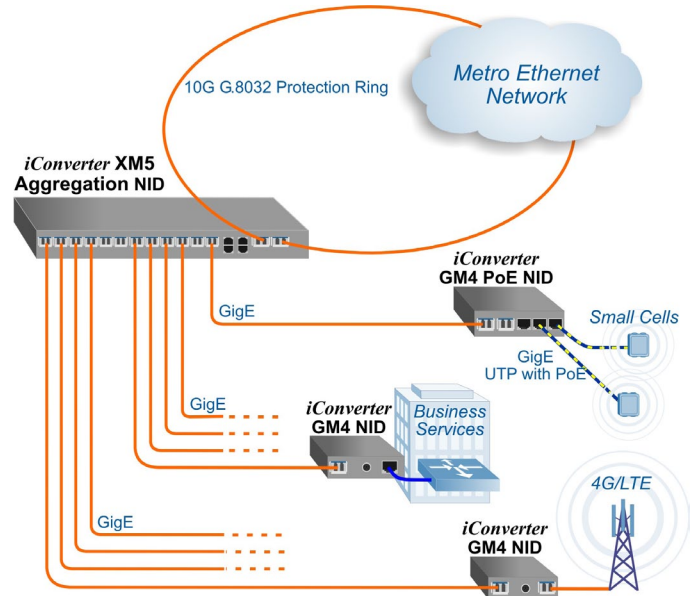 Metro Ethernet
Network
10G G.8032 Protection Ring
iConverter XM5
Aggregation NID
iConverter
GM4 PoE NID
Small Cells
GigE
GigE
UTP with PoE
GigE
iConverter
GM4 NID
Business
Services
4G/LTE
GigE
iConverter
GM4 NID